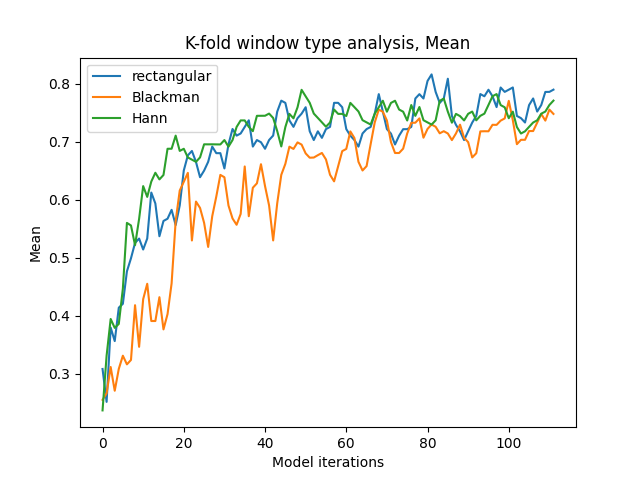 K-fold window type analysis, Mean
rectangular
Blackman
Hann
Mean
0.8
0.7
0.6
0.5
0.4
0.3
0 20 40 60 80 100
Model iterations